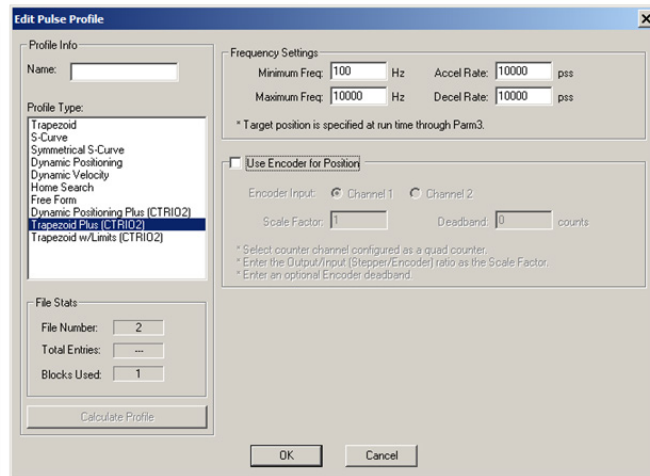 Edit Pulse Profile
Profile Info
Name:
Profile Type:
Trapezoid
S-Curve
Symmetrical S-Curve
Dynamic Positioning
Dynamic Velocity
Home Search
Free Form
Dynamic Positioning Plus (CTRIO2)
Trapezoid Plus (CTRIO2)
Trapezoid w/Limits (CTRIO2)
File Stats
File Number: 2
Total Entries: ---
Blocks Used: 1
Calculate Profile
Frequency Settings
Minimum Freq: 100 Hz Accel Rate: 10000 pss
Maximum Freq: 10000 Hz Decel Rate: 10000 pss
* Target position is specified at run time through Parm3.
Use Encoder for Position
Encoder Input: Channel 1 Channel 2
Scale Factor: 1 Deadband: 0 counts
* Select counter channel configured as a quad counter.
* Enter the Output/Input (Stepper/Encoder) ratio as the Scale Factor.
* Enter an optional Encoder deadband.
OK Cancel